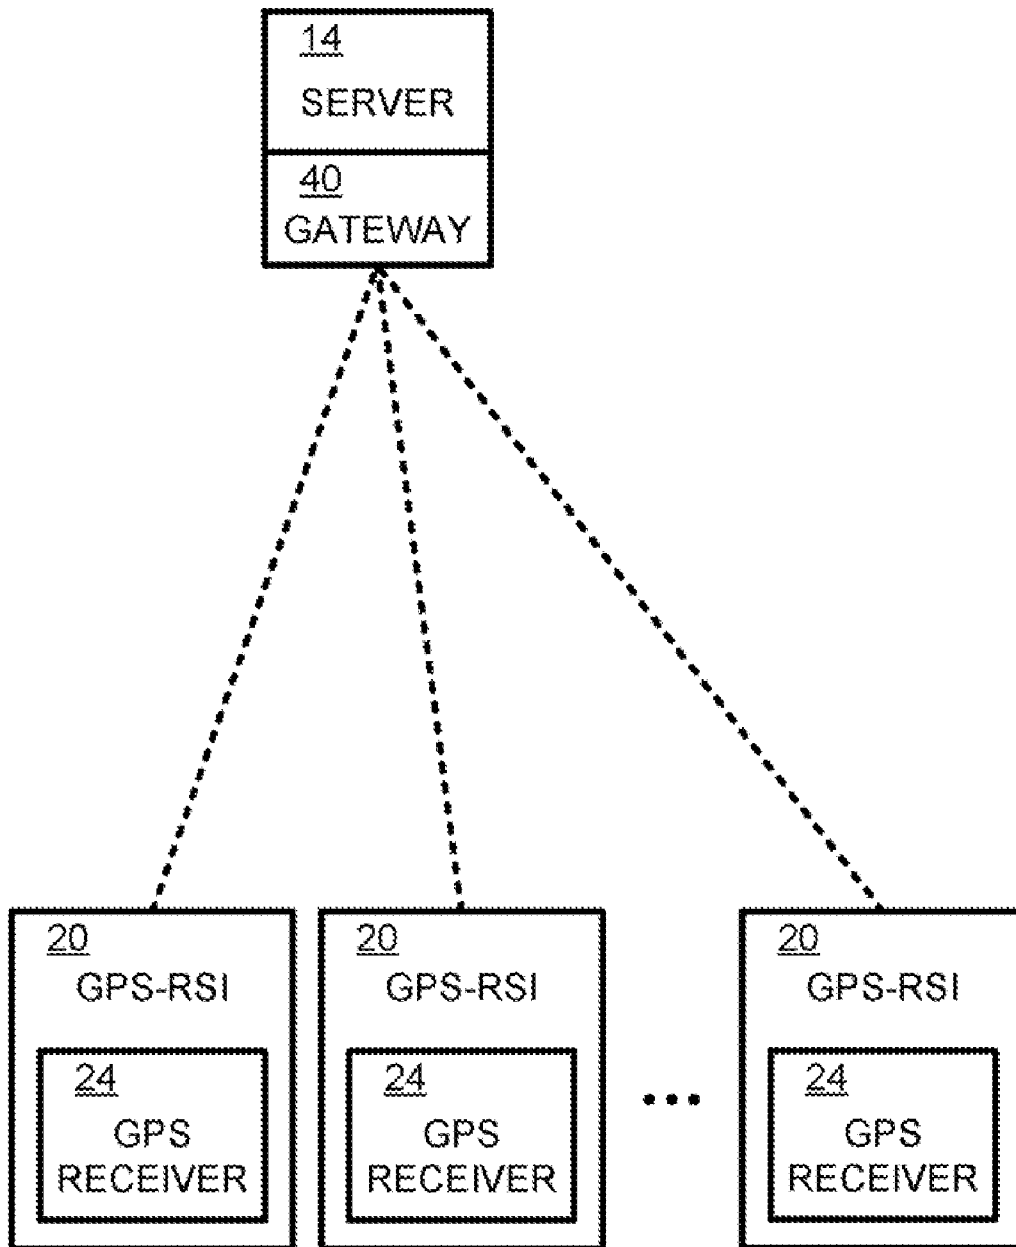 14
SERVER
40
GATEWAY
20
GPS-RSI
24
GPS
RECEIVER
20
GPS-RSI
24
GPS
RECEIVER
...
20
GPS-RSI
24
GPS
RECEIVER